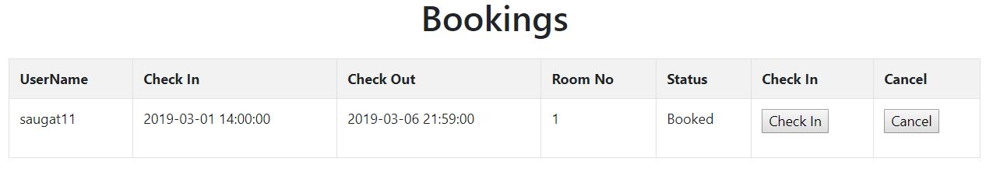 Bookings
UserName Check In Check Out Room No Status Check In Cancel
saugat11 2019-03-01 14:00:00 2019-03-06 21:59:00 1 Booked Check In Cancel